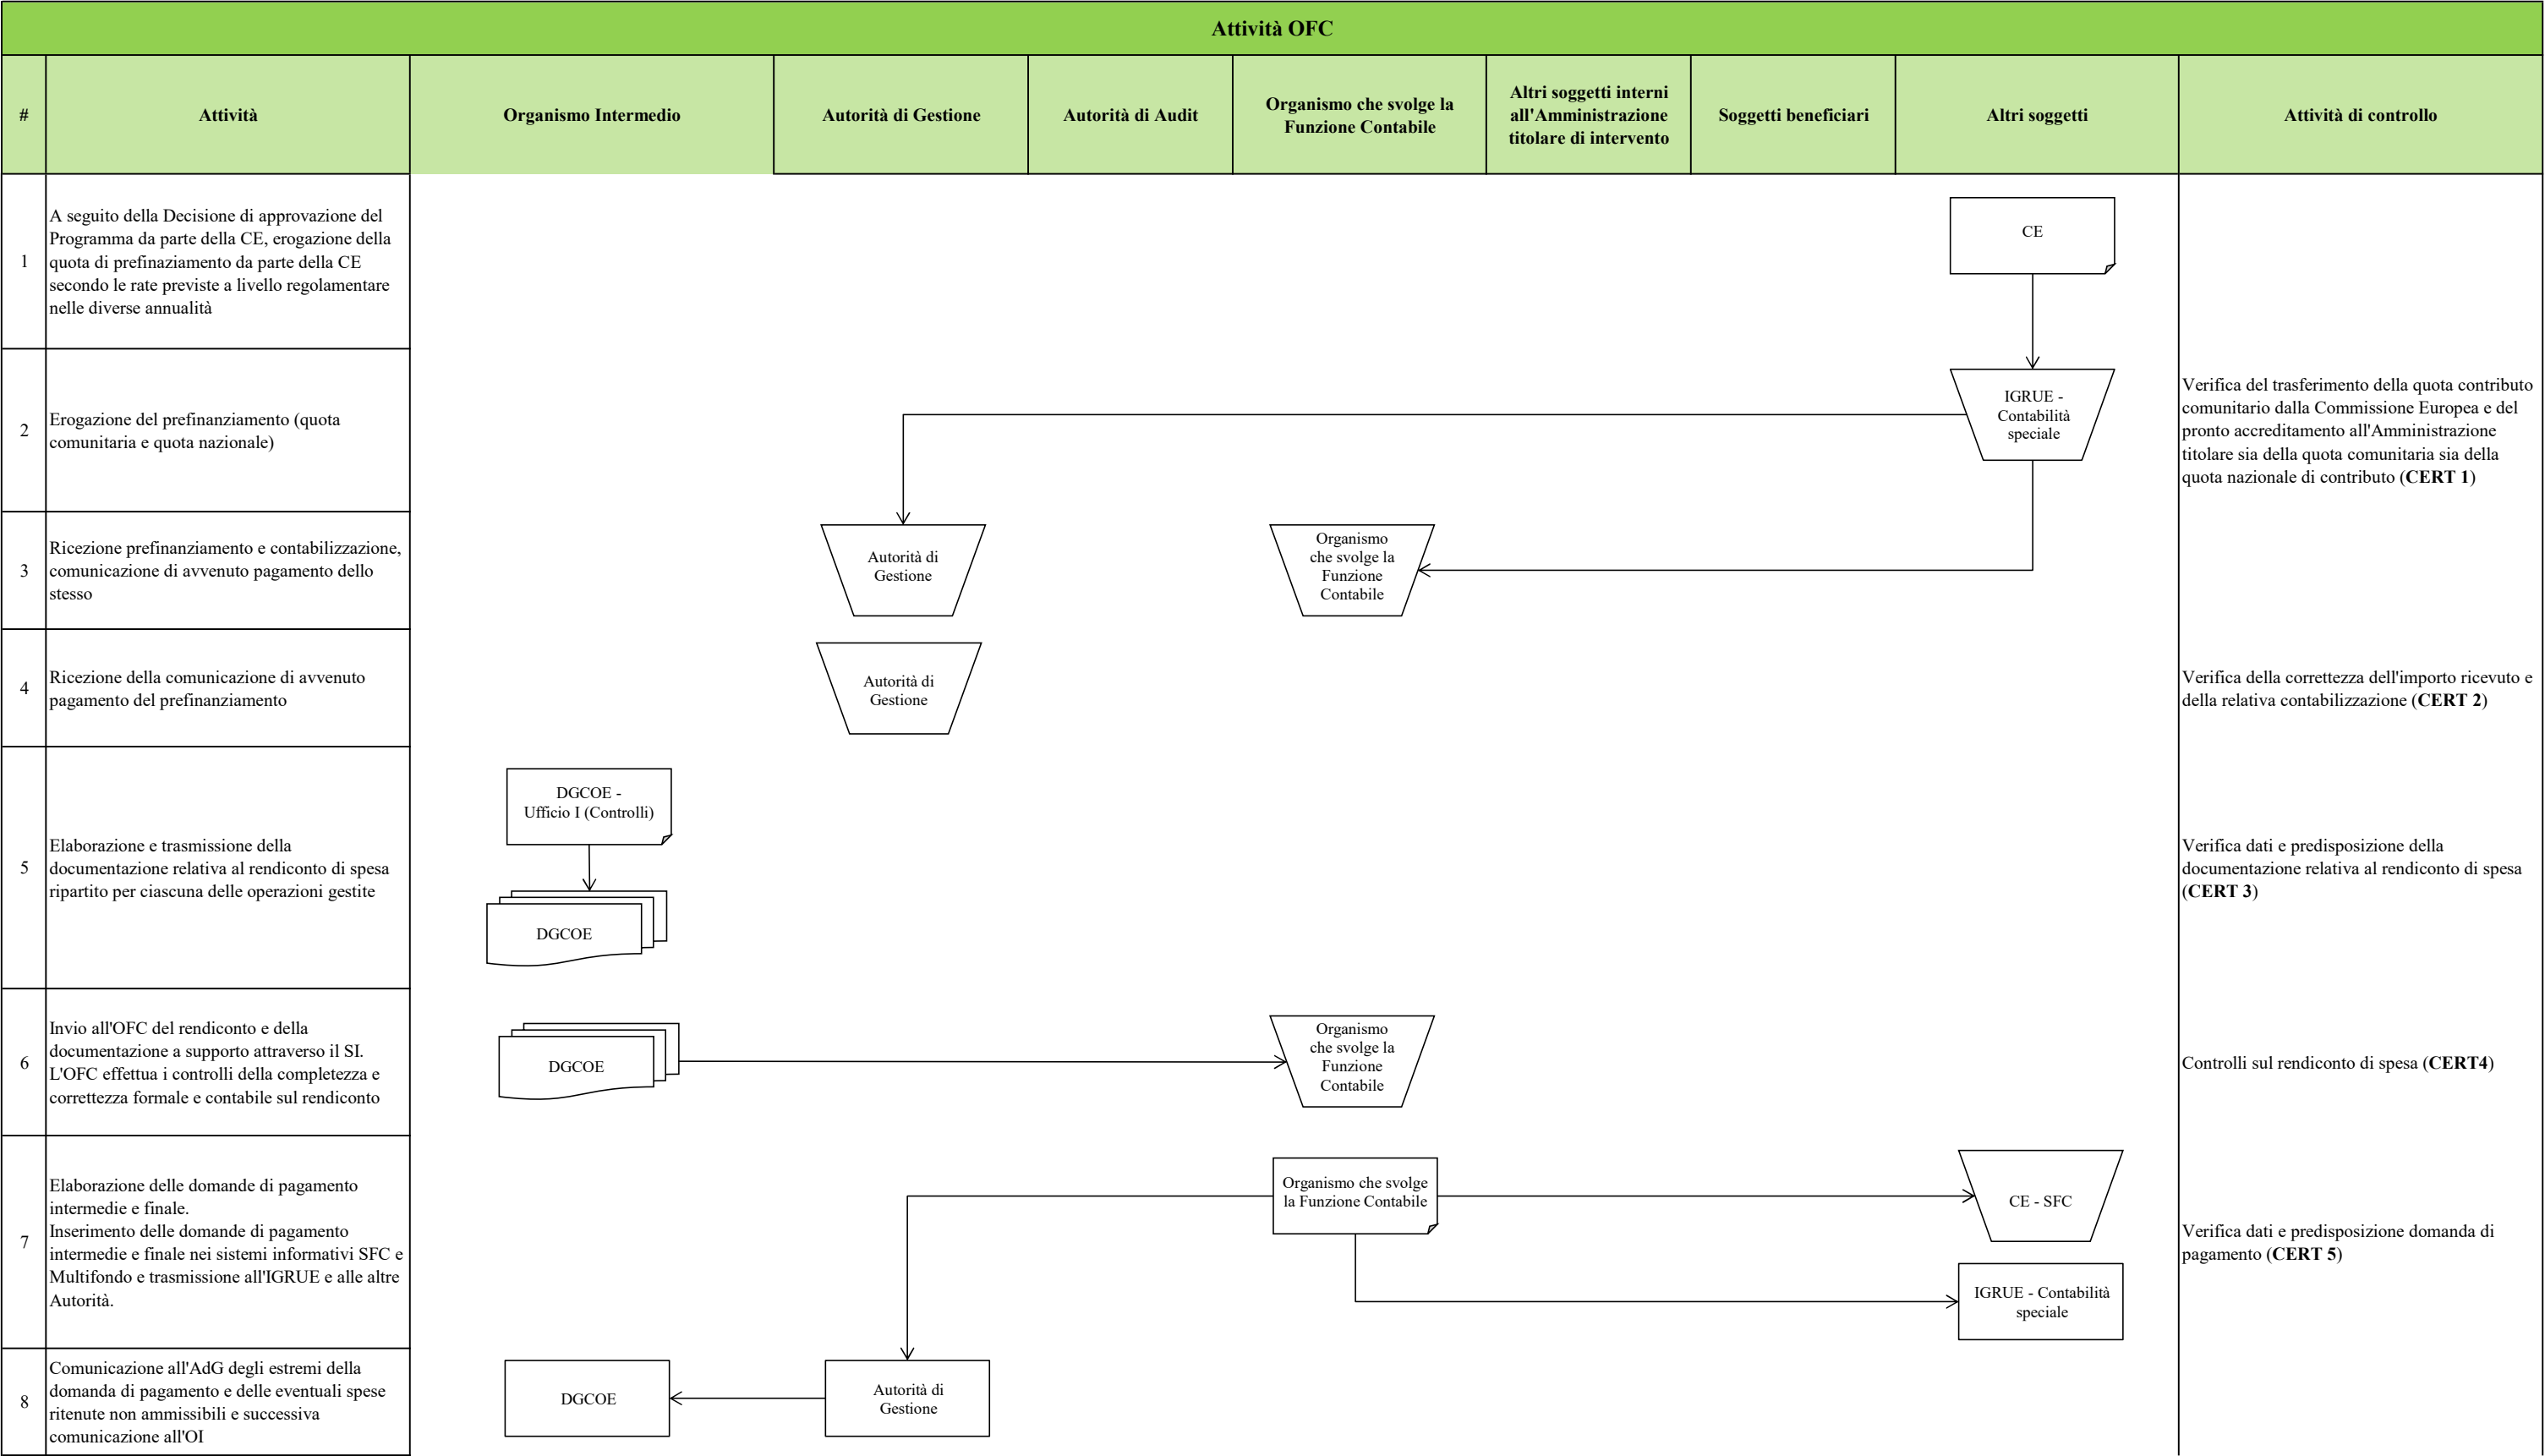 Attività OFC
#
Attività
Organismo Intermedio
Autorità di Gestione
Autorità di Audit
Organismo che svolge la
Funzione Contabile
Altri soggetti interni
all'Amministrazione
titolare di intervento
Soggetti beneficiari
Altri soggetti
Attività di controllo
1
A seguito della Decisione di approvazione del
Programma da parte della CE, erogazione della
quota di prefinaziamento da parte della CE
secondo le rate previste a livello regolamentare
nelle diverse annualità
CE
2
Erogazione del prefinanziamento (quota
comunitaria e quota nazionale)
IGRUE -
Contabilità
speciale
Verifica del trasferimento della quota contributo
comunitario dalla Commissione Europea e del
pronto accreditamento all'Amministrazione
titolare sia della quota comunitaria sia della
quota nazionale di contributo (CERT 1)
3
Ricezione prefinanziamento e contabilizzazione,
comunicazione di avvenuto pagamento dello
stesso
Autorità di
Gestione
Organismo
che svolge la
Funzione
Contabile
4
Ricezione della comunicazione di avvenuto
pagamento del prefinanziamento
Autorità di
Gestione
Verifica della correttezza dell'importo ricevuto e
della relativa contabilizzazione (CERT 2)
5
Elaborazione e trasmissione della
documentazione relativa al rendiconto di spesa
ripartito per ciascuna delle operazioni gestite
DGCOE -
Ufficio I (Controlli)
DGCOE
Verifica dati e predisposizione della
documentazione relativa al rendiconto di spesa
(CERT 3)
6
Invio all'OFC del rendiconto e della
documentazione a supporto attraverso il SI.
L'OFC effettua i controlli della completezza e
correttezza formale e contabile sul rendiconto
DGCOE
Organismo
che svolge la
Funzione
Contabile
Controlli sul rendiconto di spesa (CERT4)
7
Elaborazione delle domande di pagamento
intermedie e finale.
Inserimento delle domande di pagamento
intermedie e finale nei sistemi informativi SFC e
Multifondo e trasmissione all'IGRUE e alle altre
Autorità.
Organismo che svolge
la Funzione Contabile
CE - SFC
IGRUE - Contabilità
speciale
Verifica dati e predisposizione domanda di
pagamento (CERT 5)
8
Comunicazione all'AdG degli estremi della
domanda di pagamento e delle eventuali spese
ritenute non ammissibili e successiva
comunicazione all'OI
DGCOE
Autorità di
Gestione